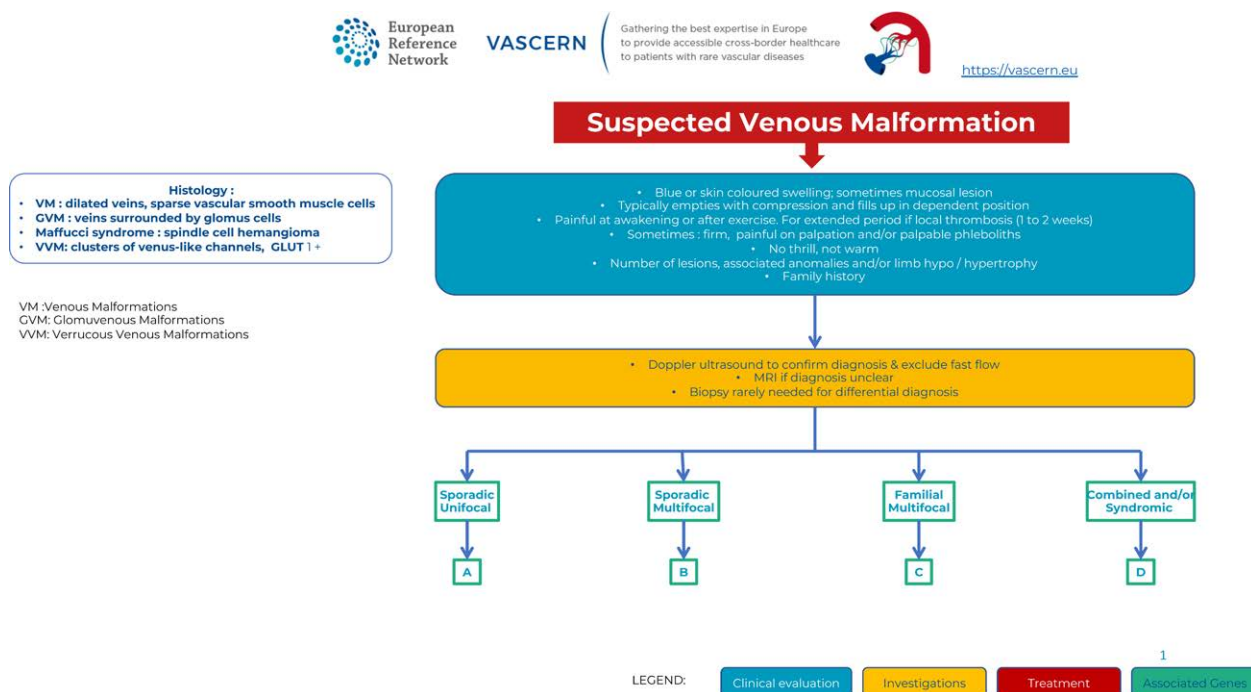 European
Reference
Network
VASCERN
Gathering the best expertise in Europe
to provide accessible cross-border healthcare
to patients with rare vascular diseases
https://vascern.eu
Suspected Venous Malformation
Histology :
• VM : dilated veins, sparse vascular smooth muscle cells
• GVM : veins surrounded by glomus cells
• Maffucci syndrome : spindle cell hemangioma
• VVM: clusters of venus-like channels, GLUT 1 +
VM :Venous Malformations
GVM: Glomuvenous Malformations
VVM: Verrucous Venous Malformations
• Blue or skin coloured swelling; sometimes mucosal lesion
• Typically empties with compression and fills up in dependent position
• Painful at awakening or after exercise. For extended period if local thrombosis (1 to 2 weeks)
• Sometimes : firm, painful on palpation and/or palpable phleboliths
• No thrill, not warm
• Number of lesions, associated anomalies and/or limb hypo / hypertrophy
• Family history
• Doppler ultrasound to confirm diagnosis & exclude fast flow
• MRI if diagnosis unclear
• Biopsy rarely needed for differential diagnosis
Sporadic
Unifocal
Sporadic
Multifocal
Familial
Multifocal
Combined and/or
Syndromic
A
B
C
D
1
LEGEND:
Clinical evaluation
Investigations
Treatment
Associated Genes